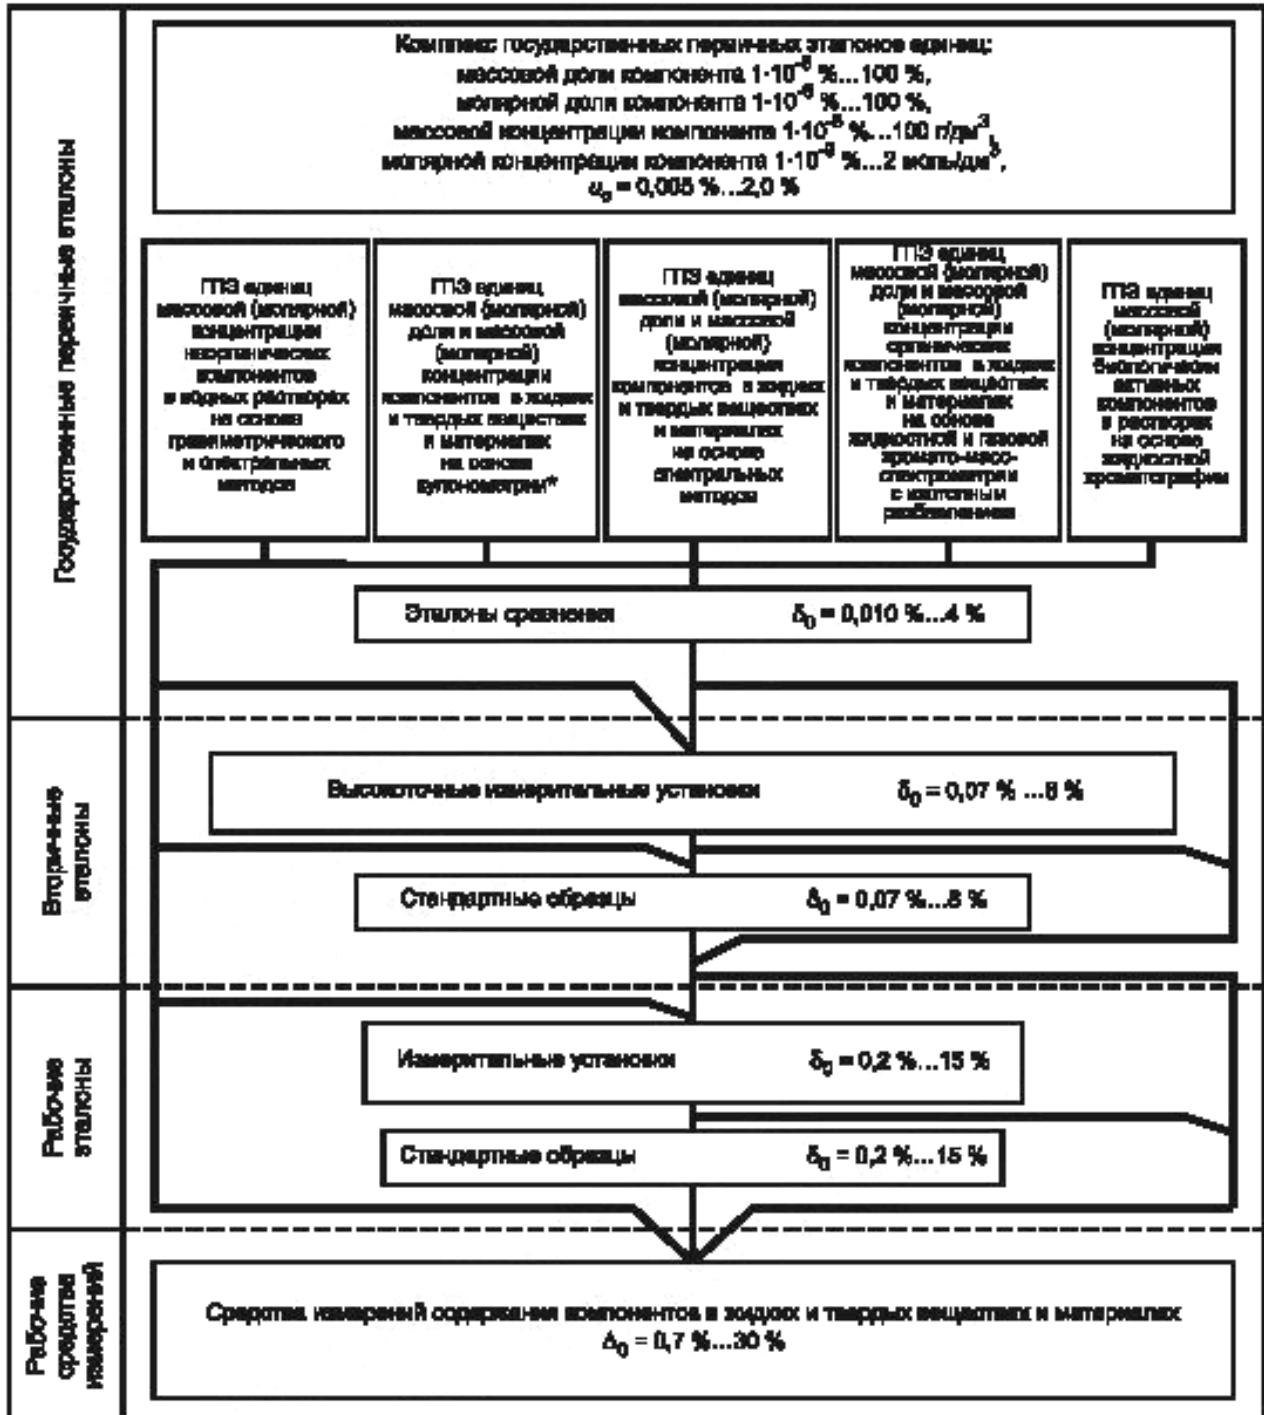 Государственные первичные эталоны
Комплекс государственных первичных эталонов единиц:
массовой доли компонента 1·10⁻⁶ %...100 %,
молярной доли компонента 1·10⁻⁶ %...100 %,
массовой концентрации компонента 1·10⁻⁶ %...100 г/дм³,
молярной концентрации компонента %...2 моль/дм³,
= 0,005 %...2,0 %
ГПЭ единиц
массовой (молярной)
концентрации
неорганических
компонентов
в водных растворах
на основе
гравиметрического
и спектральных
методов
ГПЭ единиц
массовой (молярной)
доли и массовой
(молярной)
концентрации
компонентов в жидких
и твердых веществах
и материалах
на основе
кулонометрии*
ГПЭ единиц
массовой (молярной)
доли и массовой
(молярной)
концентрации
компонентов в жидких
и твердых веществах
и материалах
на основе
спектральных
методов
ГПЭ единиц
массовой (молярной)
доли и массовой
(молярной)
концентрации
органических
компонентов в жидких
и твердых веществах
и материалах
на основе
жидкостной и газовой
хромато-масс-
спектрометрии
с изотопным
разбавлением
ГПЭ единиц
массовой
(молярной)
концентрации
биологически
активных
компонентов
в растворах
на основе
жидкостной
хроматографии
Эталоны сравнения δ₀ = 0,010 %...4 %
Вторичные
эталоны
Высокоточные измерительные установки δ₀ = 0,07 % ...8 %
Стандартные образцы δ₀ = 0,07 %...8 %
Рабочие
эталоны
Измерительные установки δ₀ = 0,2 %...15 %
Стандартные образцы δ₀ = 0,2 %...15 %
Рабочие
средства
измерений
Средства измерений содержания компонентов в жидких и твердых веществах и материалах
Δ₀ = 0,7 %...30 %